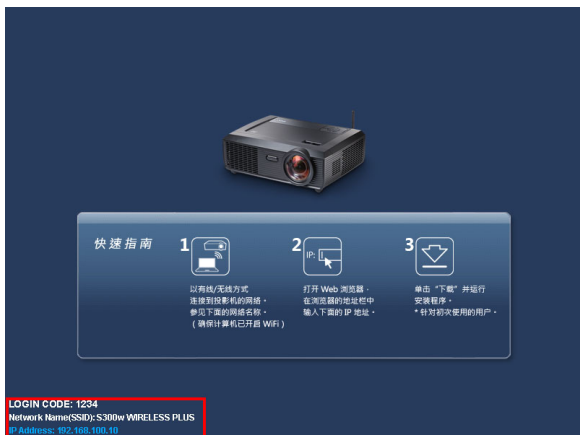 快速指南
1
2
3
IP:
以有线/无线方式
连接到投影机的网络。
参见下面的网络名称。
（确保计算机已开启 WiFi）
打开 Web 浏览器，
在浏览器的地址栏中
输入下面的 IP 地址。
单击“下载”并运行
安装程序。
*针对初次使用的用户。
LOGIN CODE: 1234
Network Name(SSID): S300w WIRELESS PLUS
IP Address: 192.168.100.10